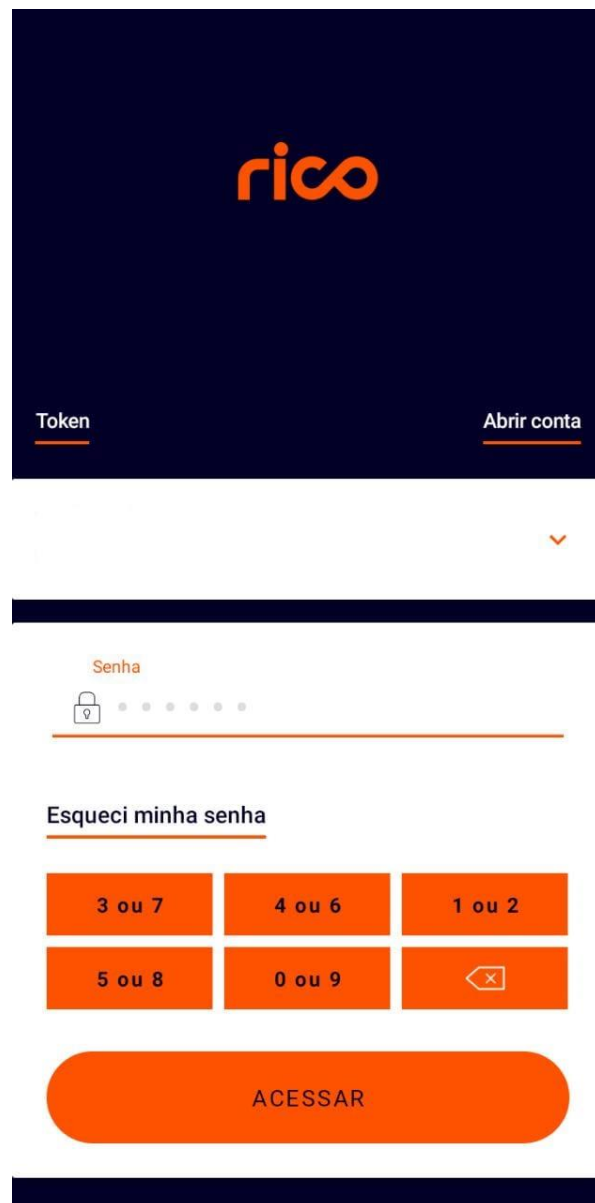 rico
Token Abrir conta
Senha
Esqueci minha senha
3 ou 7 4 ou 6 1 ou 2
5 ou 8 0 ou 9
ACESSAR